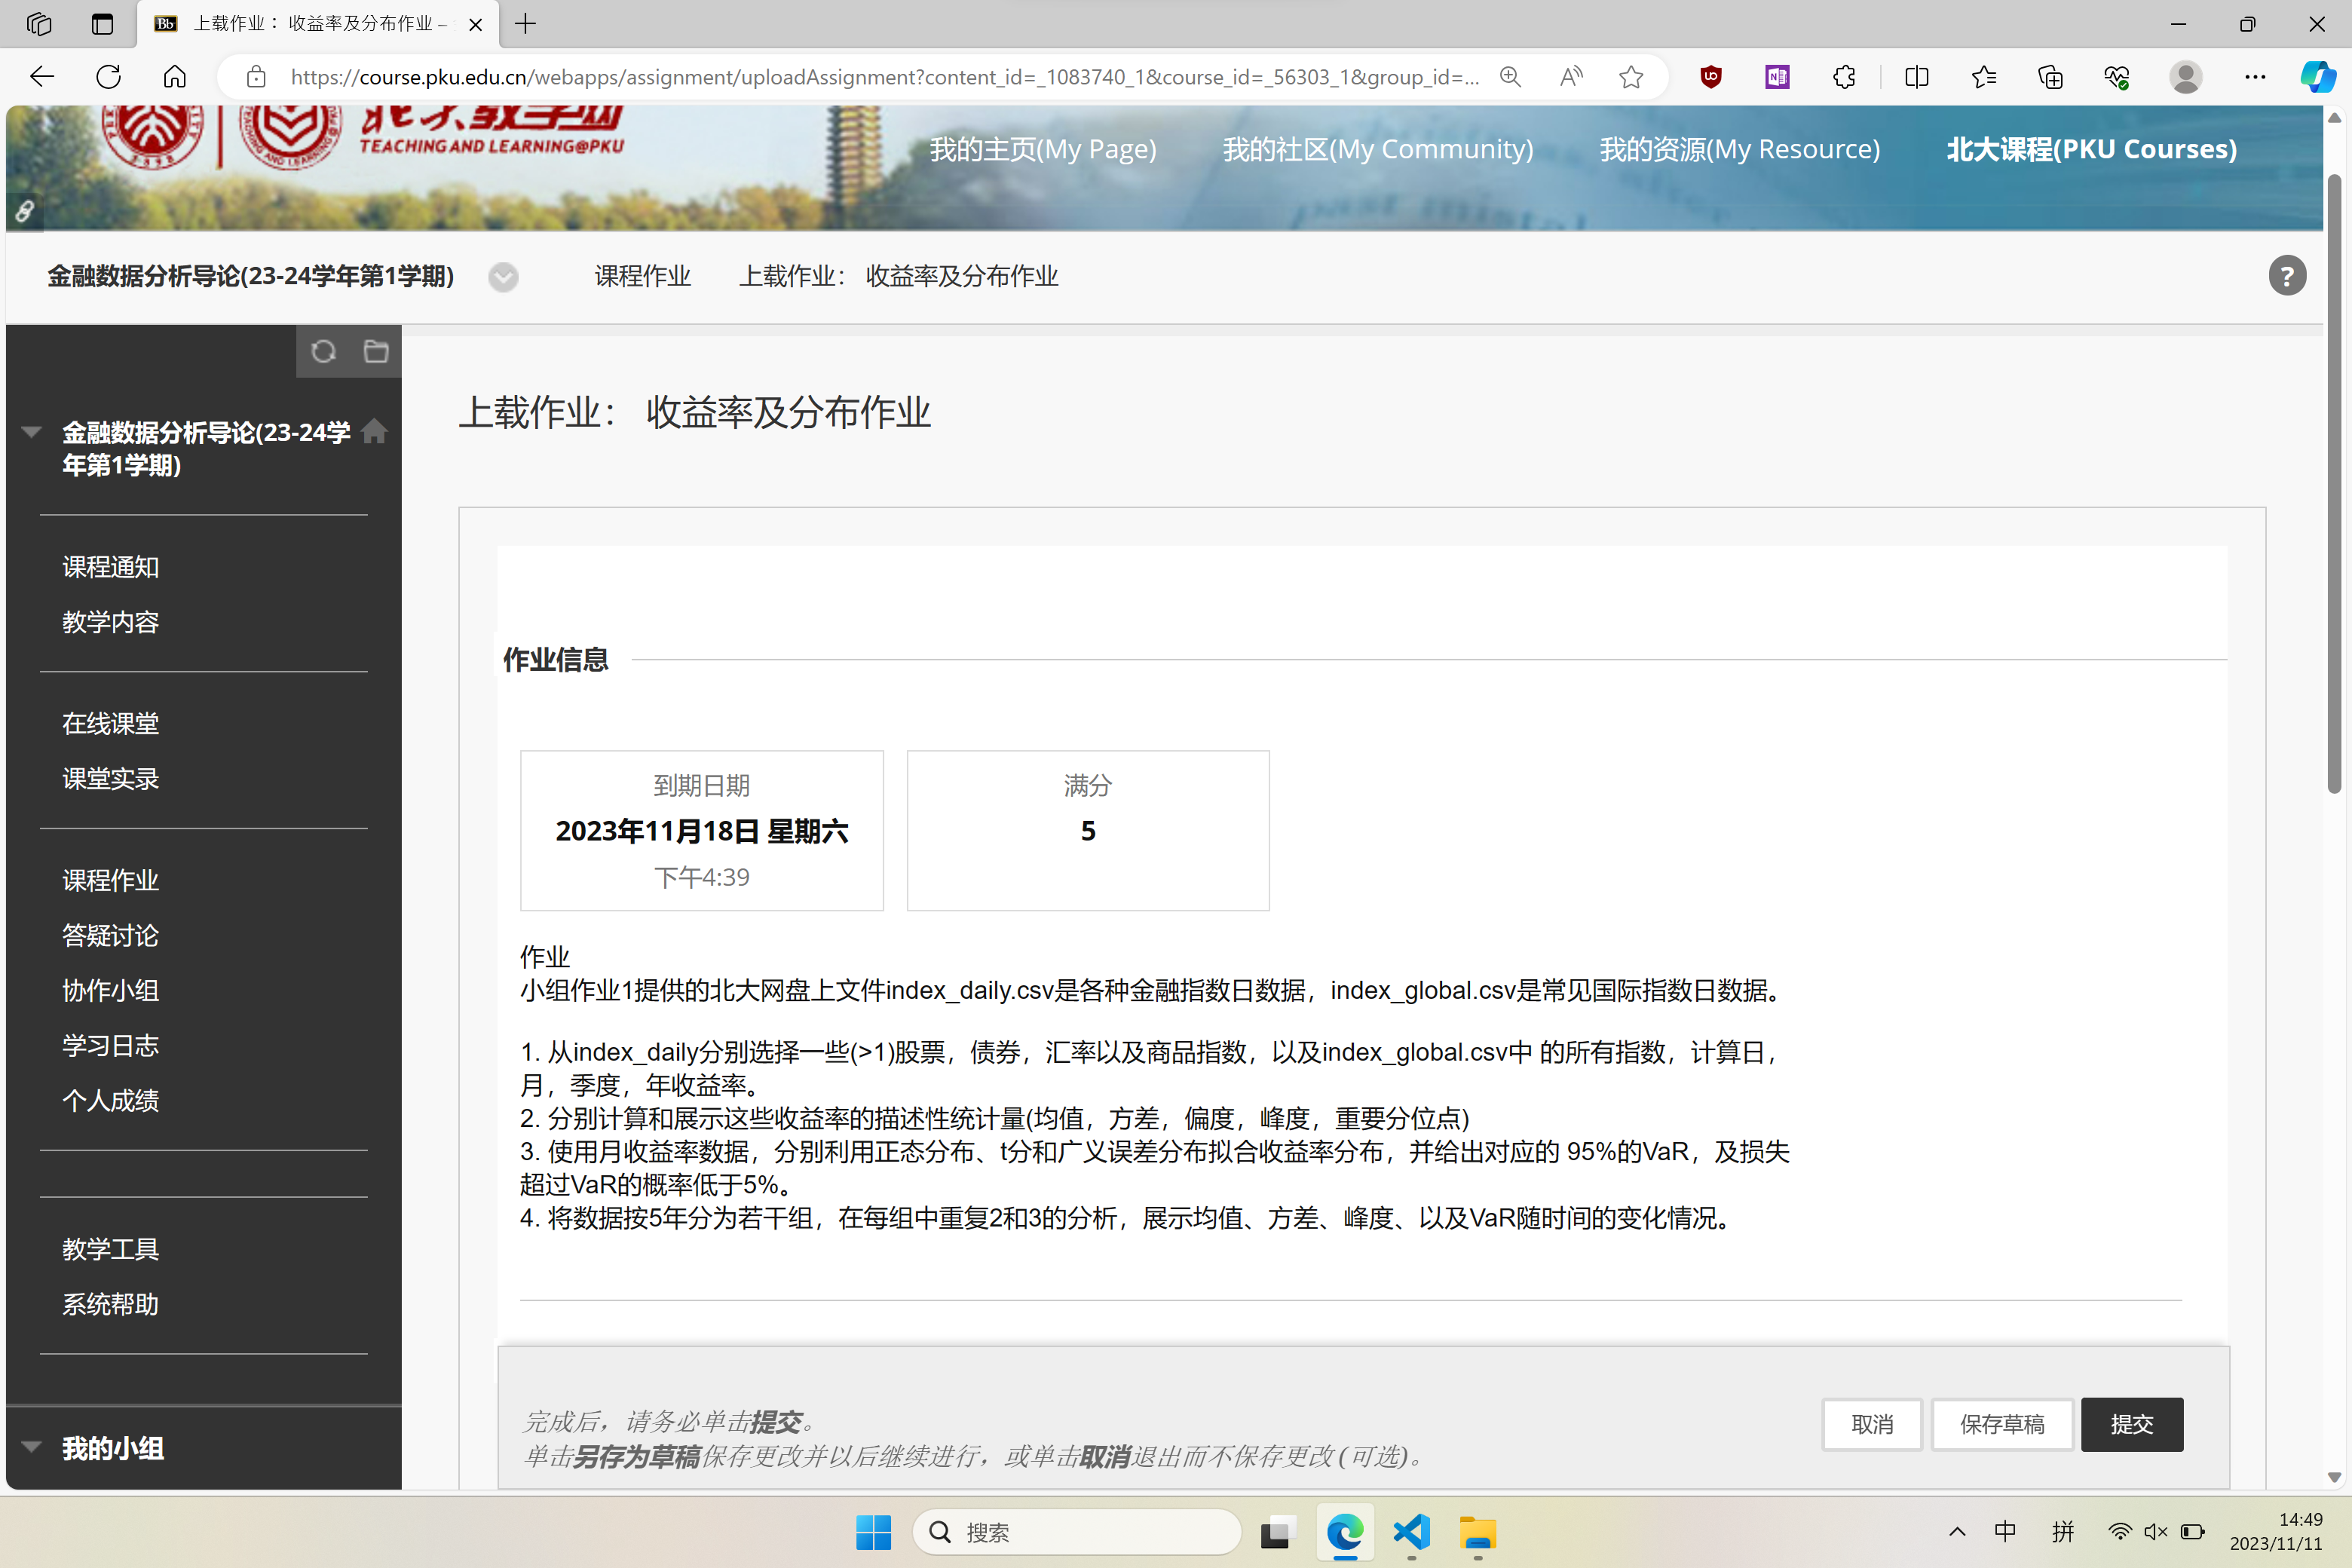 上载作业： 收益率及分布作业 –
https://course.pku.edu.cn/webapps/assignment/uploadAssignment?content_id=_1083740_1&course_id=_56303_1&group_id=...
TEACHING AND LEARNING@PKU
我的主页(My Page)
我的社区(My Community)
我的资源(My Resource)
北大课程(PKU Courses)
金融数据分析导论(23-24学年第1学期)
课程作业
上载作业： 收益率及分布作业
金融数据分析导论(23-24学
年第1学期)
课程通知
教学内容
在线课堂
课堂实录
课程作业
答疑讨论
协作小组
学习日志
个人成绩
教学工具
系统帮助
我的小组
上载作业： 收益率及分布作业
作业信息
到期日期
2023年11月18日 星期六
下午4:39
满分
5
作业
小组作业1提供的北大网盘上文件index_daily.csv是各种金融指数日数据，index_global.csv是常见国际指数日数据。
1. 从index_daily分别选择一些(>1)股票，债券，汇率以及商品指数，以及index_global.csv中 的所有指数，计算日，
月，季度，年收益率。
2. 分别计算和展示这些收益率的描述性统计量(均值，方差，偏度，峰度，重要分位点)
3. 使用月收益率数据，分别利用正态分布、t分和广义误差分布拟合收益率分布，并给出对应的 95%的VaR，及损失
超过VaR的概率低于5%。
4. 将数据按5年分为若干组，在每组中重复2和3的分析，展示均值、方差、峰度、以及VaR随时间的变化情况。
完成后，请务必单击提交。
单击另存为草稿保存更改并以后继续进行，或单击取消退出而不保存更改(可选)。
取消
保存草稿
提交
搜索
中
拼
14:49
2023/11/11